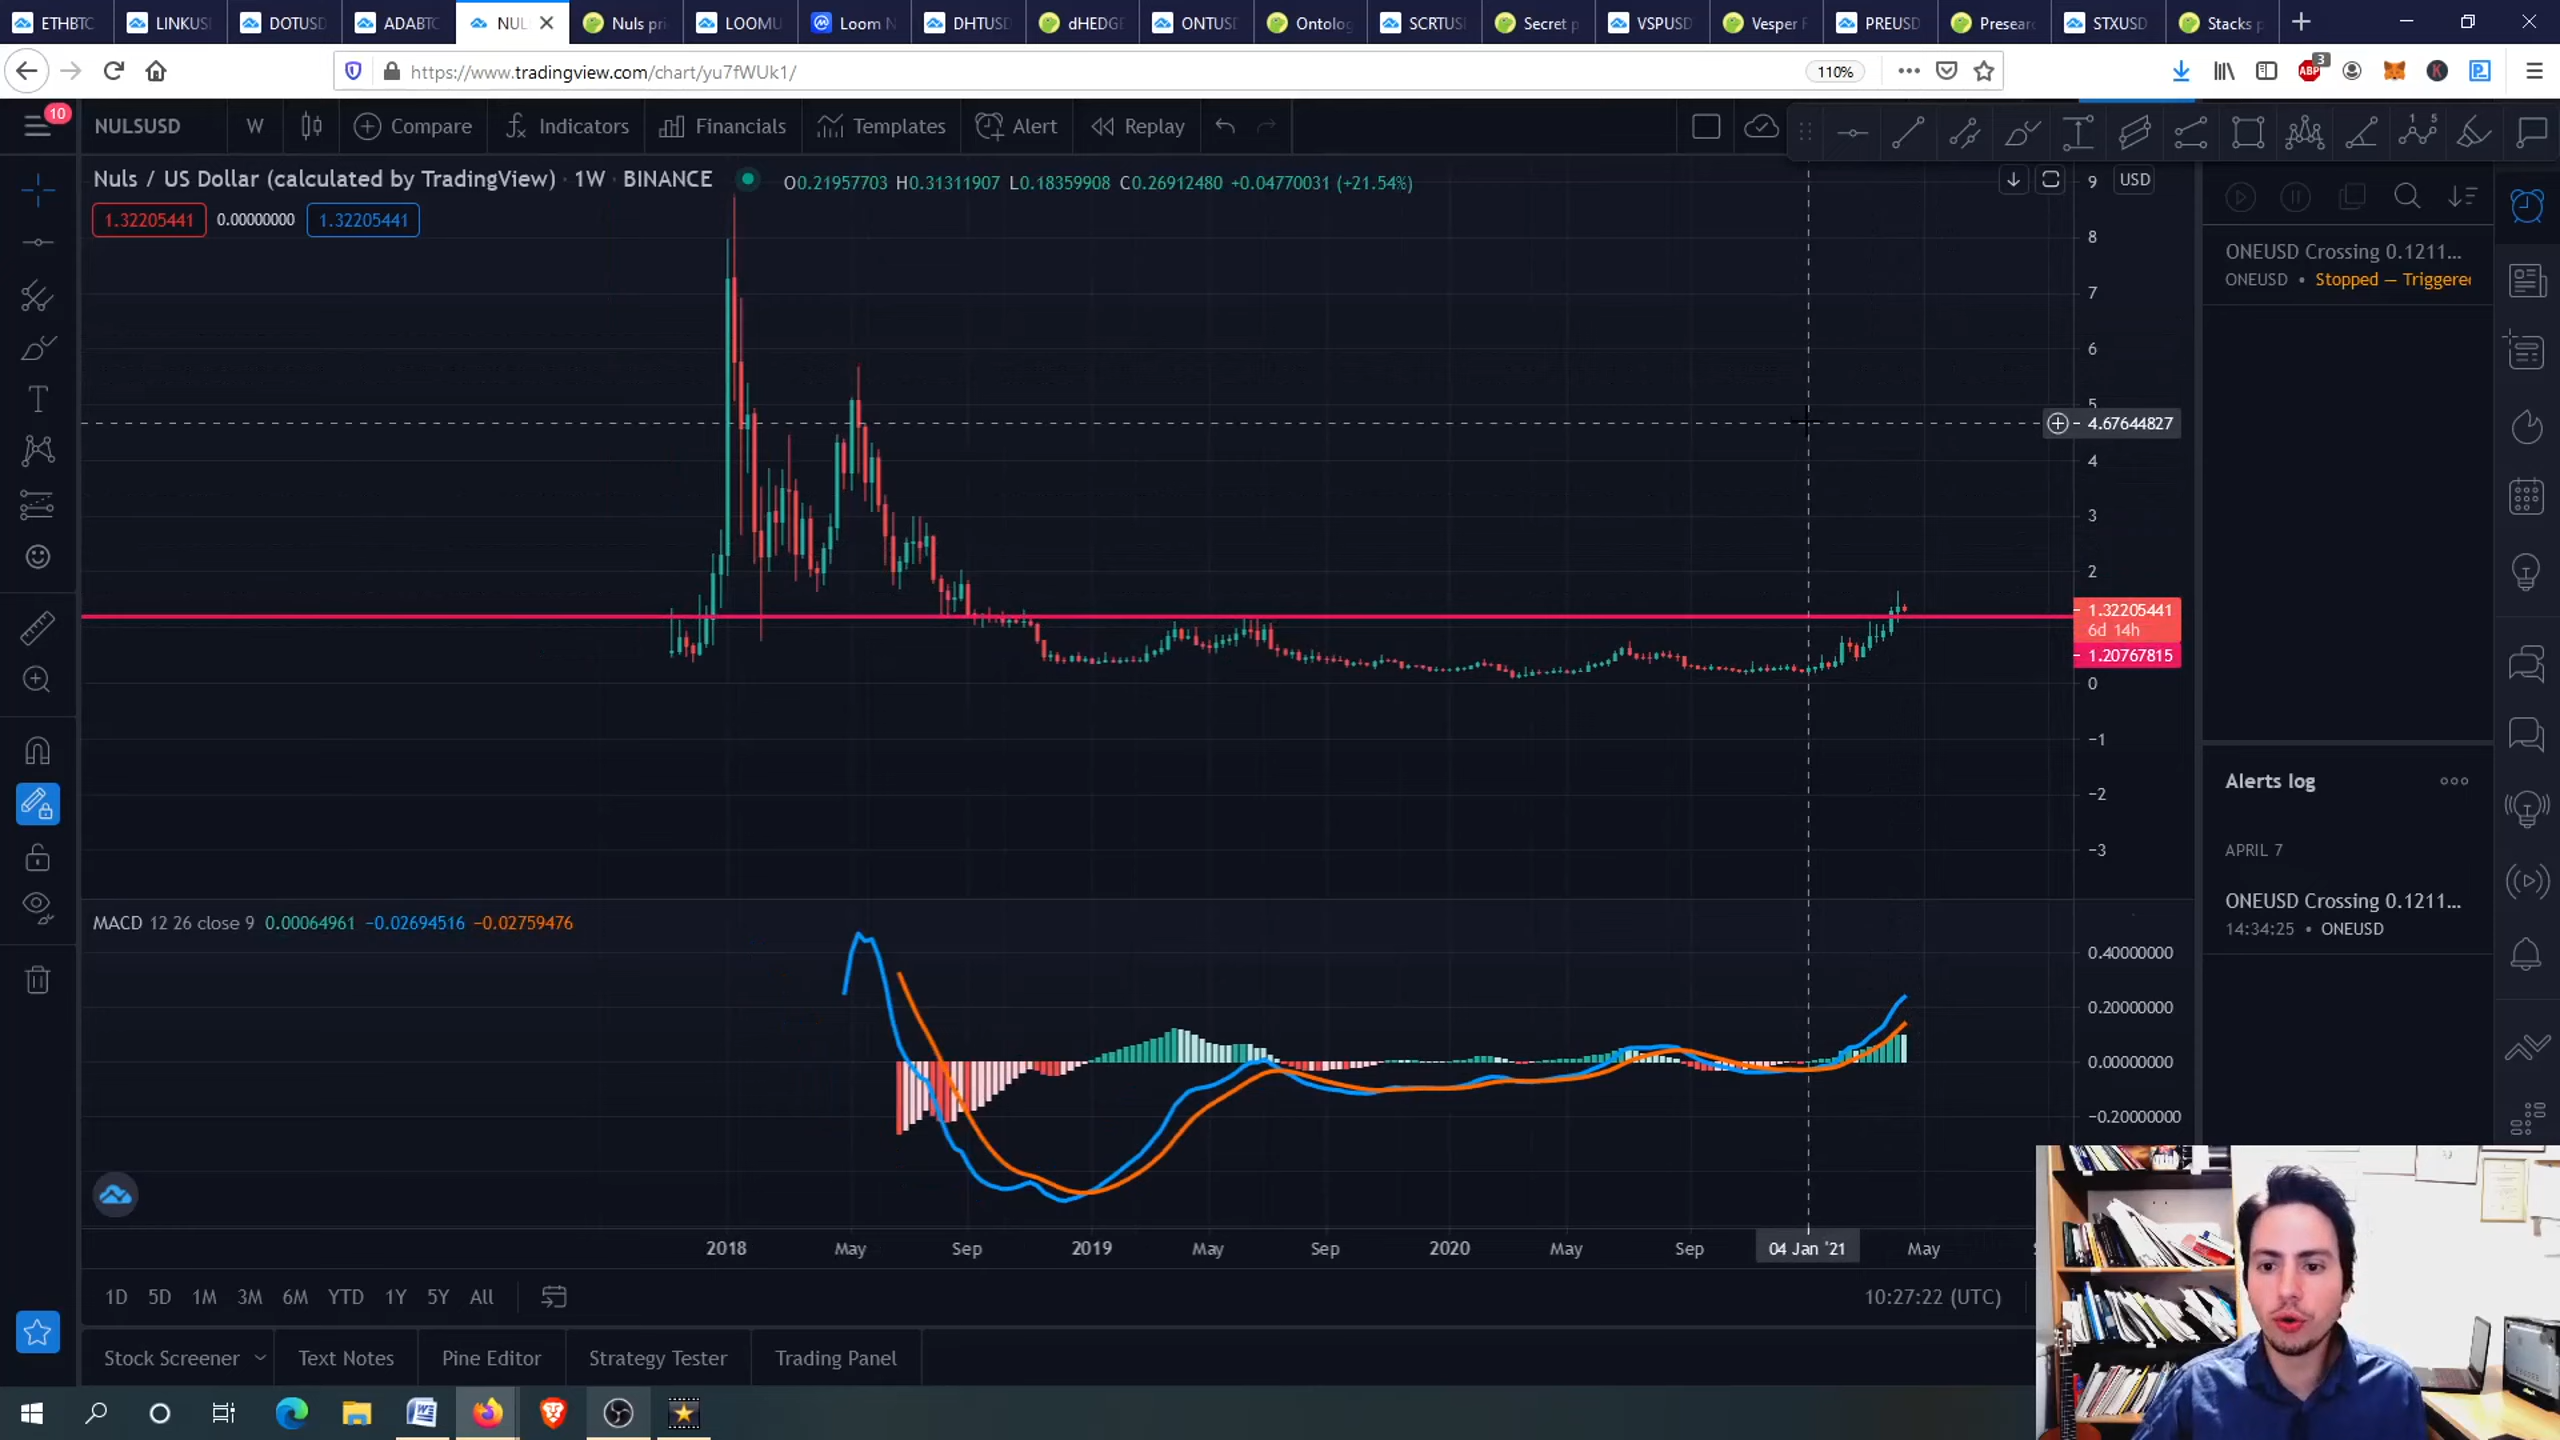 ETHBTC
LINKUS
DOTUSD
ADABTC
NUL
Nuls pri
LOOMU
Loom N
DHTUSD
dHEDGE
ONTUSD
Ontolog
SCRTUS
Secret p
VSPUSD
Vesper F
PREUSD
Presear
STXUSD
Stacks p
https://www.tradingview.com/chart/yu7fWUk1/
110%
ABP
3
10
NULSUSD
W
Compare
Indicators
Financials
Templates
Alert
Replay
Nuls / US Dollar (calculated by TradingView) · 1W · BINANCE
O0.21957703 H0.31311907 L0.18359908 C0.26912480 +0.04770031 (+21.54%)
1.32205441
0.00000000
1.32205441
USD
9
8
7
6
5
4.67644827
4
3
2
1.32205441
6d 14h
1.20767815
0
−1
−2
−3
ONEUSD Crossing 0.1211...
ONEUSD • Stopped — Triggered
Alerts log
APRIL 7
ONEUSD Crossing 0.1211...
14:34:25 • ONEUSD
MACD 12 26 close 9 0.00064961 −0.02694516 −0.02759476
0.40000000
0.20000000
0.00000000
−0.20000000
2018
May
Sep
2019
May
Sep
2020
May
Sep
04 Jan '21
May
1D 5D 1M 3M 6M YTD 1Y 5Y All
10:27:22 (UTC)
Stock Screener
Text Notes
Pine Editor
Strategy Tester
Trading Panel